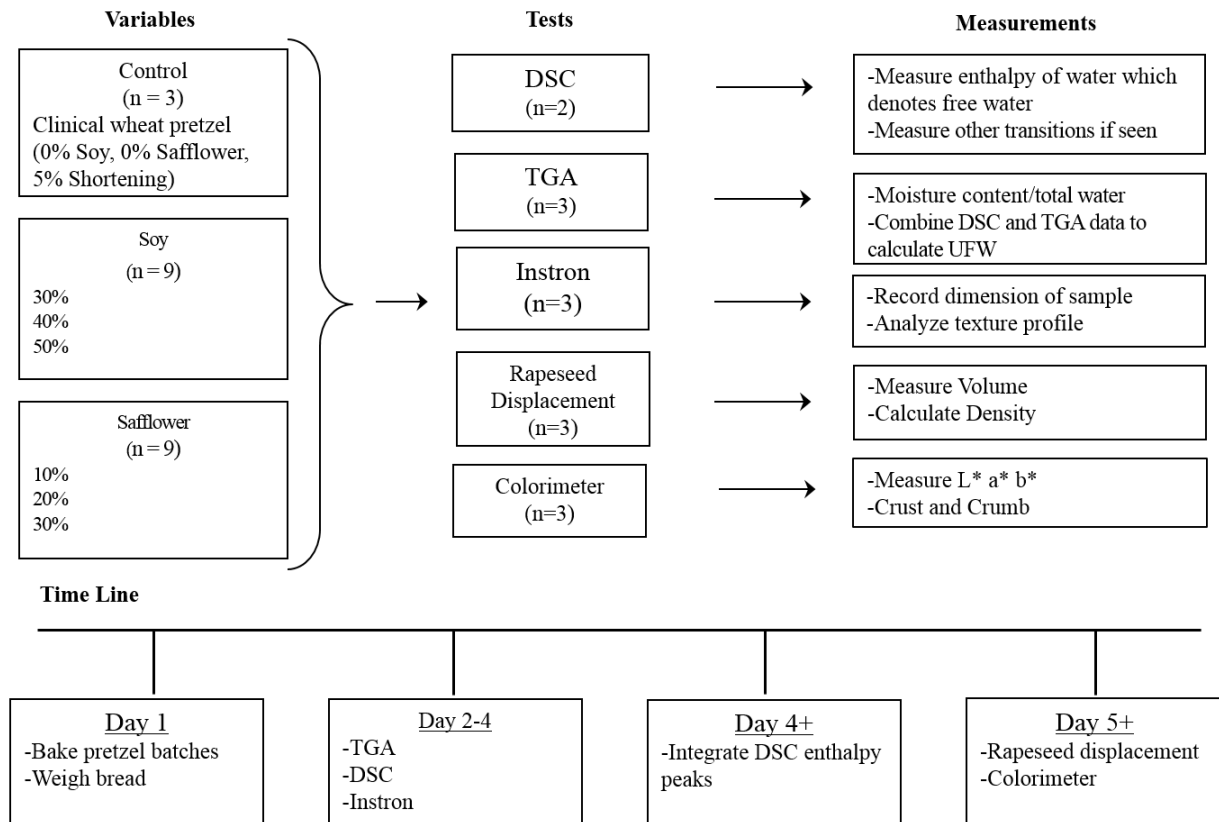 Variables
Control
(n = 3)
Clinical wheat pretzel
(0% Soy, 0% Safflower,
5% Shortening)
Soy
(n = 9)
30%
40%
50%
Safflower
(n = 9)
10%
20%
30%
Tests
DSC
(n=2)
TGA
(n=3)
Instron
(n=3)
Rapeseed
Displacement
(n=3)
Colorimeter
(n=3)
Measurements
-Measure enthalpy of water which
denotes free water
-Measure other transitions if seen
-Moisture content/total water
-Combine DSC and TGA data to
calculate UFW
-Record dimension of sample
-Analyze texture profile
-Measure Volume
-Calculate Density
-Measure L* a* b*
-Crust and Crumb
Time Line
Day 1
-Bake pretzel batches
-Weigh bread
Day 2-4
-TGA
-DSC
-Instron
Day 4+
-Integrate DSC enthalpy
peaks
Day 5+
-Rapeseed displacement
-Colorimeter